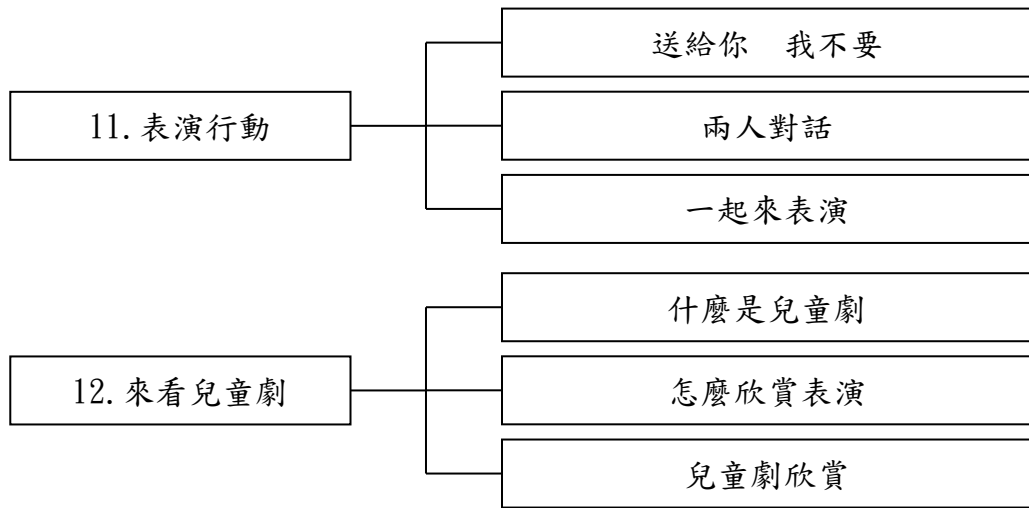 11.表演行動
送給你　我不要
兩人對話
一起來表演
12.來看兒童劇
什麼是兒童劇
怎麼欣賞表演
兒童劇欣賞